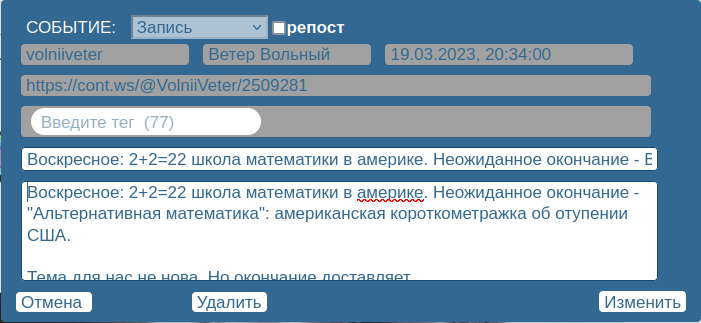 СОБЫТИЕ: Запись репост
volniiveter Ветер Вольный 19.03.2023, 20:34:00
https://cont.ws/@VolniiVeter/2509281
Введите тег (77)
Воскресное: 2+2=22 школа математики в америке. Неожиданное окончание -
Воскресное: 2+2=22 школа математики в америке. Неожиданное окончание -
"Альтернативная математика": американская короткометражка об отупении
США.
Тема для нас не нова. Но окончание доставляет
Отмена Удалить Изменить